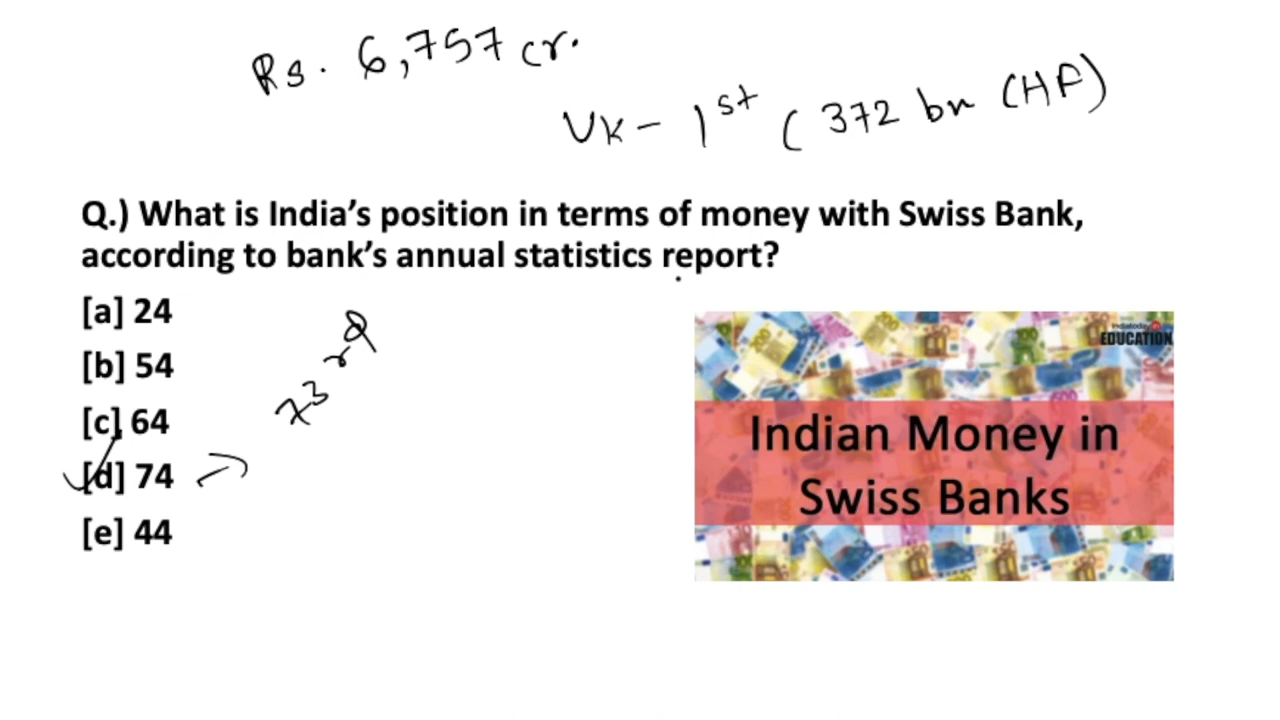 Rs. 6,757 cr.
UK - 1st ( 372 bn CHF)
Q.) What is India's position in terms of money with Swiss Bank,
according to bank's annual statistics report?
[a] 24
[b] 54
[c] 64
[d] 74
[e] 44
73rd
indiatoday.in
EDUCATION
Indian Money in
Swiss Banks